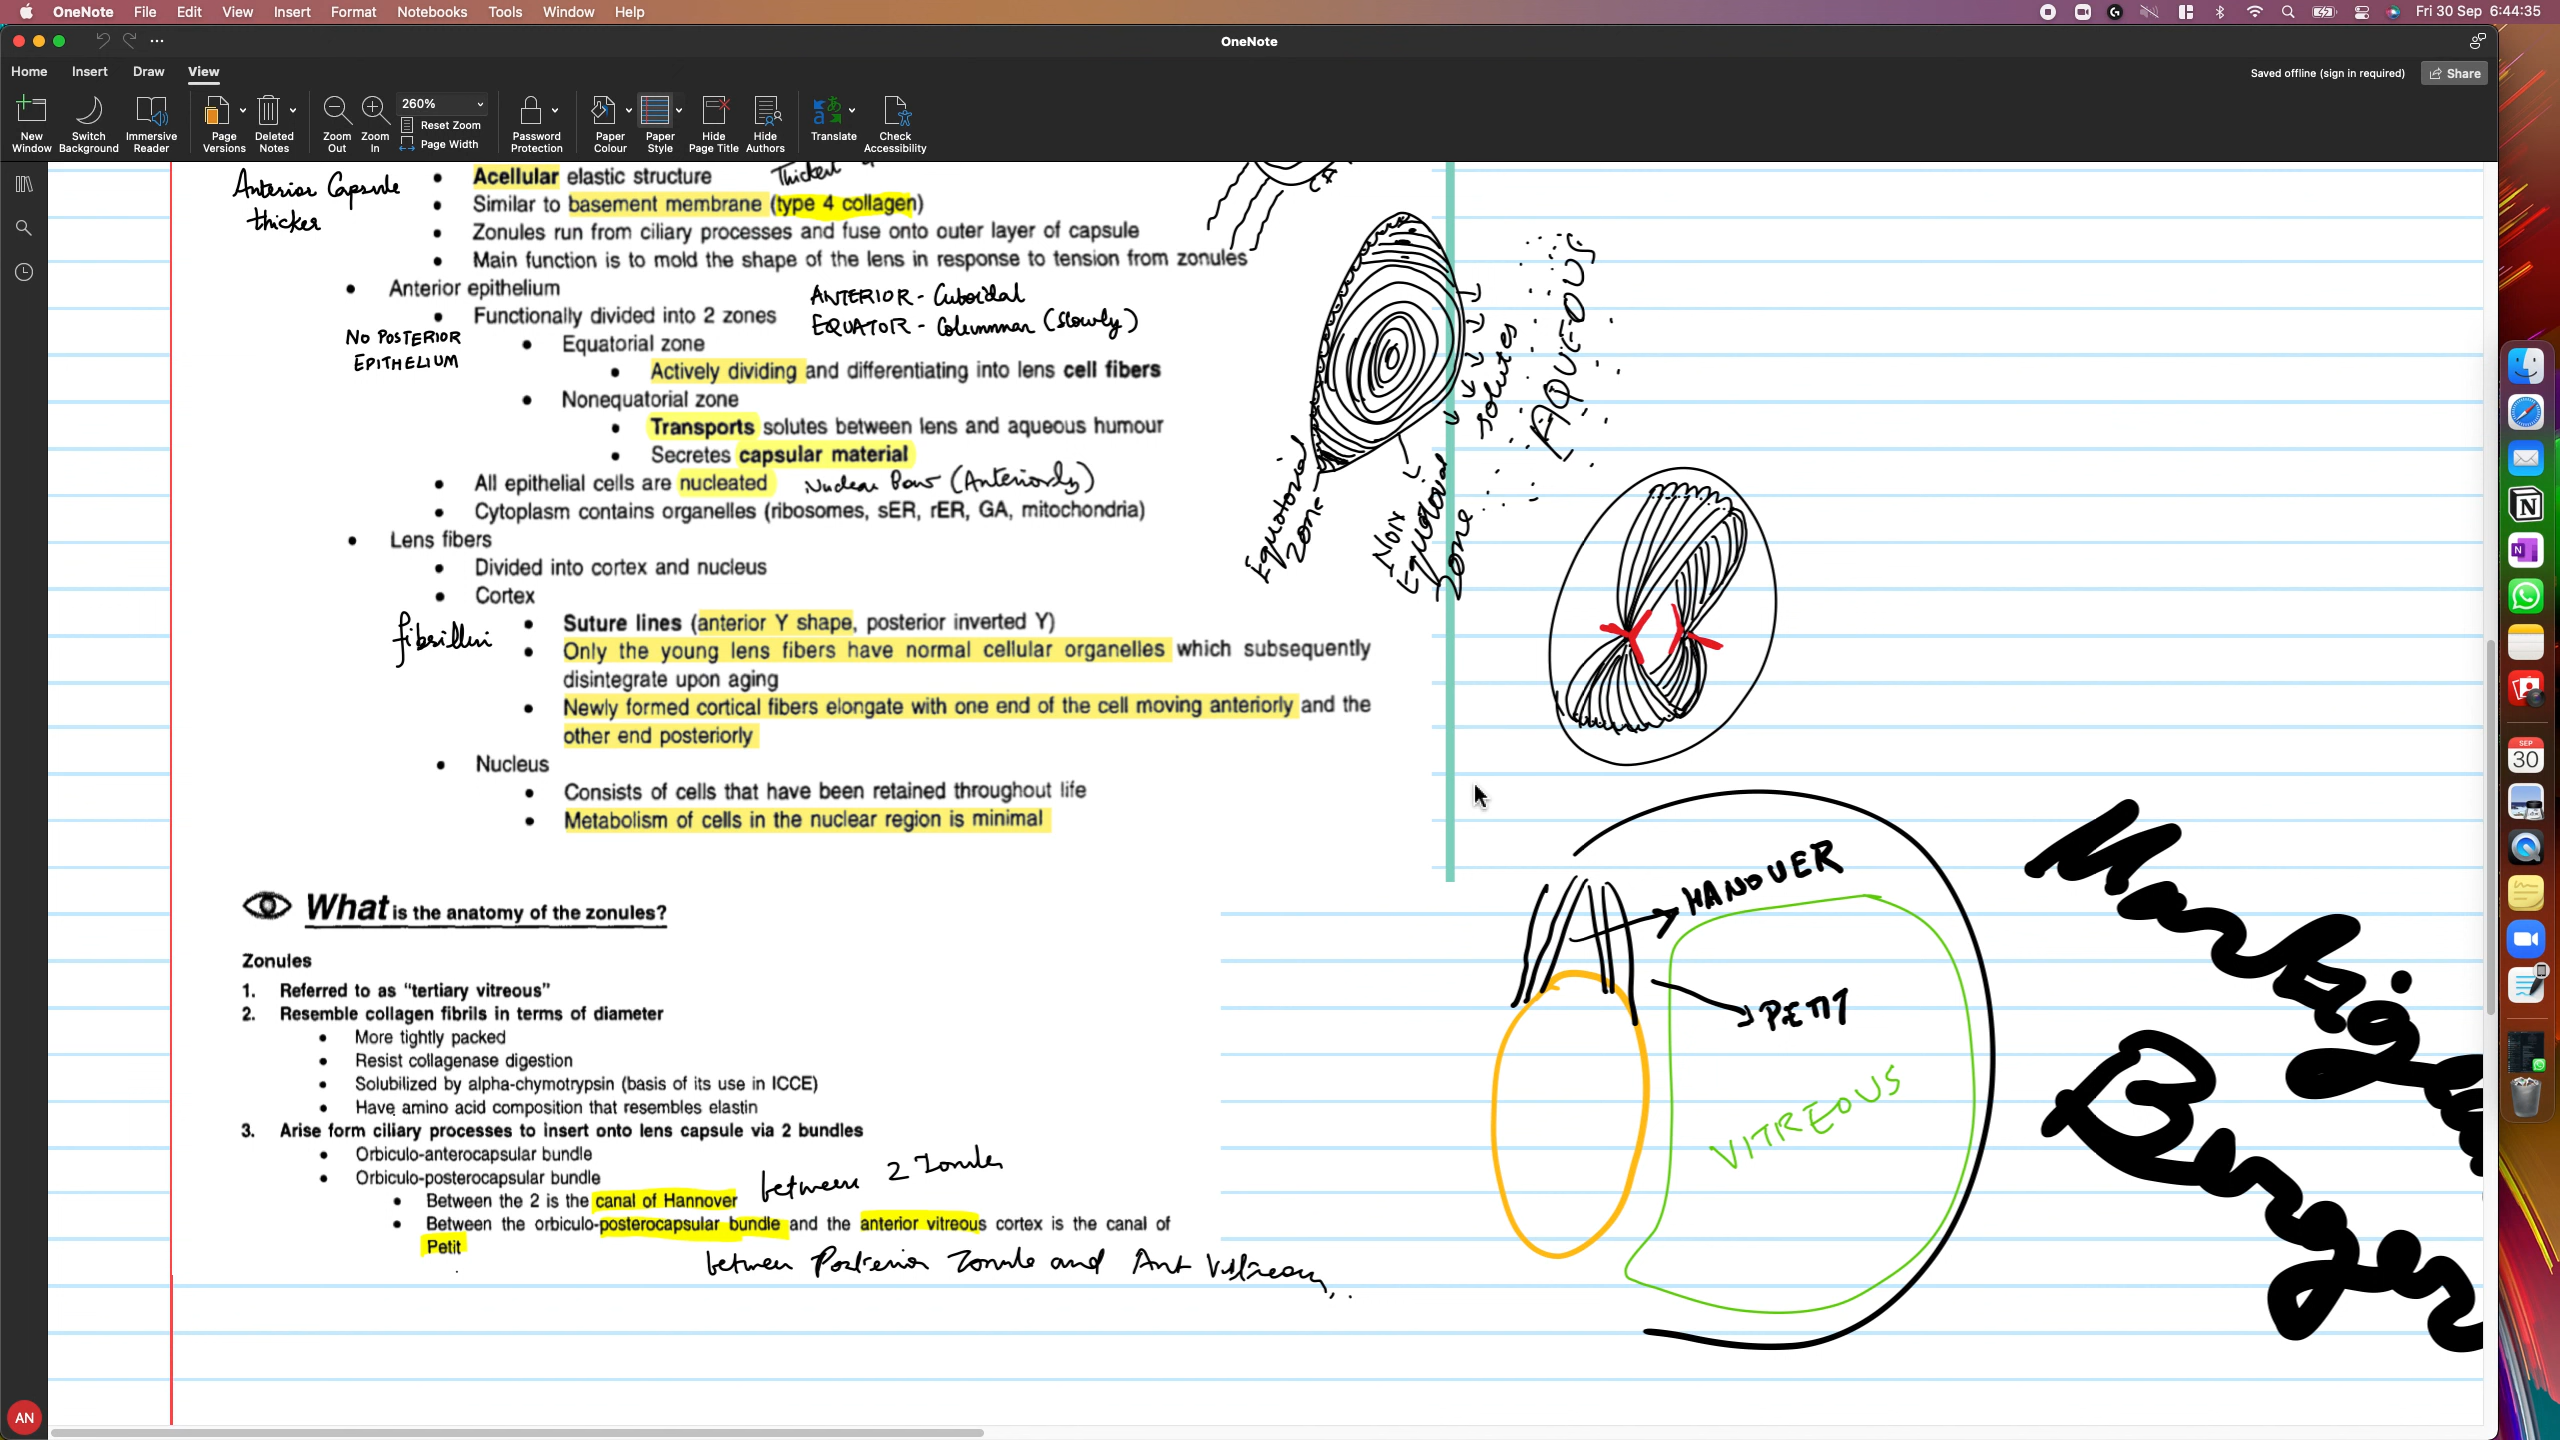 OneNote File Edit View Insert Format Notebooks Tools Window Help
Fri 30 Sep 6:44:35
OneNote
Home Insert Draw View
Saved offline (sign in required) Share
New Window
Switch Background
Immersive Reader
Page Versions
Deleted Notes
Zoom Out
Zoom In
260%
Reset Zoom
Page Width
Password Protection
Paper Colour
Paper Style
Hide Page Title
Hide Authors
Translate
Check Accessibility
Anterior Capsule
thicker
• Acellular elastic structure
Thicker
• Similar to basement membrane (type 4 collagen)
• Zonules run from ciliary processes and fuse onto outer layer of capsule
• Main function is to mold the shape of the lens in response to tension from zonules
• Anterior epithelium
ANTERIOR - Cuboidal
• Functionally divided into 2 zones
EQUATOR - Columnar (Slowly)
NO POSTERIOR
EPITHELIUM
• Equatorial zone
• Actively dividing and differentiating into lens cell fibers
• Nonequatorial zone
• Transports solutes between lens and aqueous humour
• Secretes capsular material
• All epithelial cells are nucleated
Nuclear Bow (Anteriorly)
• Cytoplasm contains organelles (ribosomes, sER, rER, GA, mitochondria)
• Lens fibers
• Divided into cortex and nucleus
• Cortex
fibrillin
• Suture lines (anterior Y shape, posterior inverted Y)
• Only the young lens fibers have normal cellular organelles which subsequently
disintegrate upon aging
• Newly formed cortical fibers elongate with one end of the cell moving anteriorly and the
other end posteriorly
• Nucleus
• Consists of cells that have been retained throughout life
• Metabolism of cells in the nuclear region is minimal
Equatorial
zone
Non
Equatorial
zone
solutes
AQUEOUS
What is the anatomy of the zonules?
Zonules
1. Referred to as "tertiary vitreous"
2. Resemble collagen fibrils in terms of diameter
• More tightly packed
• Resist collagenase digestion
• Solubilized by alpha-chymotrypsin (basis of its use in ICCE)
• Have amino acid composition that resembles elastin
3. Arise form ciliary processes to insert onto lens capsule via 2 bundles
• Orbiculo-anterocapsular bundle
• Orbiculo-posterocapsular bundle
• Between the 2 is the canal of Hannover
between 2 Zonules
• Between the orbiculo-posterocapsular bundle and the anterior vitreous cortex is the canal of
Petit
between Posterior Zonule and Ant Vitreous
HANOVER
PETIT
VITREOUS
Berger
SEP
30
AN